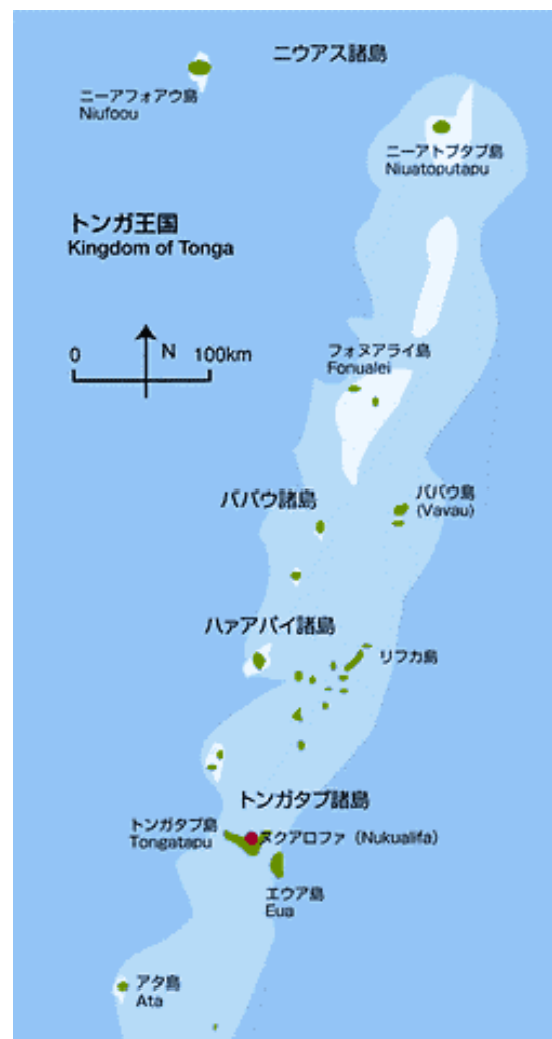 ニウアス諸島
ニーアフォアウ島
Niufoou
ニーアトプタプ島
Niuatoputapu
トンガ王国
Kingdom of Tonga
0 N 100km
フォヌアライ島
Fonualei
ババウ諸島
ババウ島
(Vavau)
ハァアパイ諸島
リフカ島
トンガタプ諸島
トンガタプ島
Tongatapu
ヌクアロファ（Nukualifa）
エウア島
Eua
アタ島
Ata